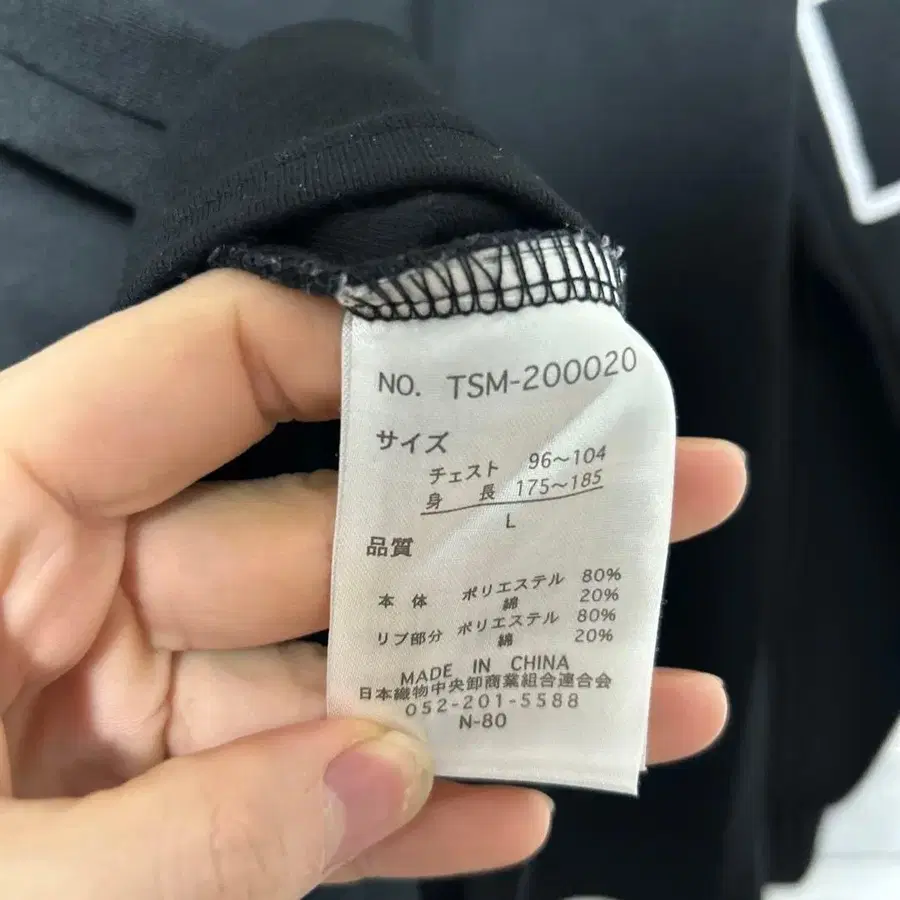 NO. TSM-200020
サイズ
チェスト 96〜104
身 長 175〜185
L
品質
本 体 ポリエステル 80%
綿 20%
リブ部分 ポリエステル 80%
綿 20%
MADE IN CHINA
日本織物中央卸商業組合連合会
052-201-5588
N-80